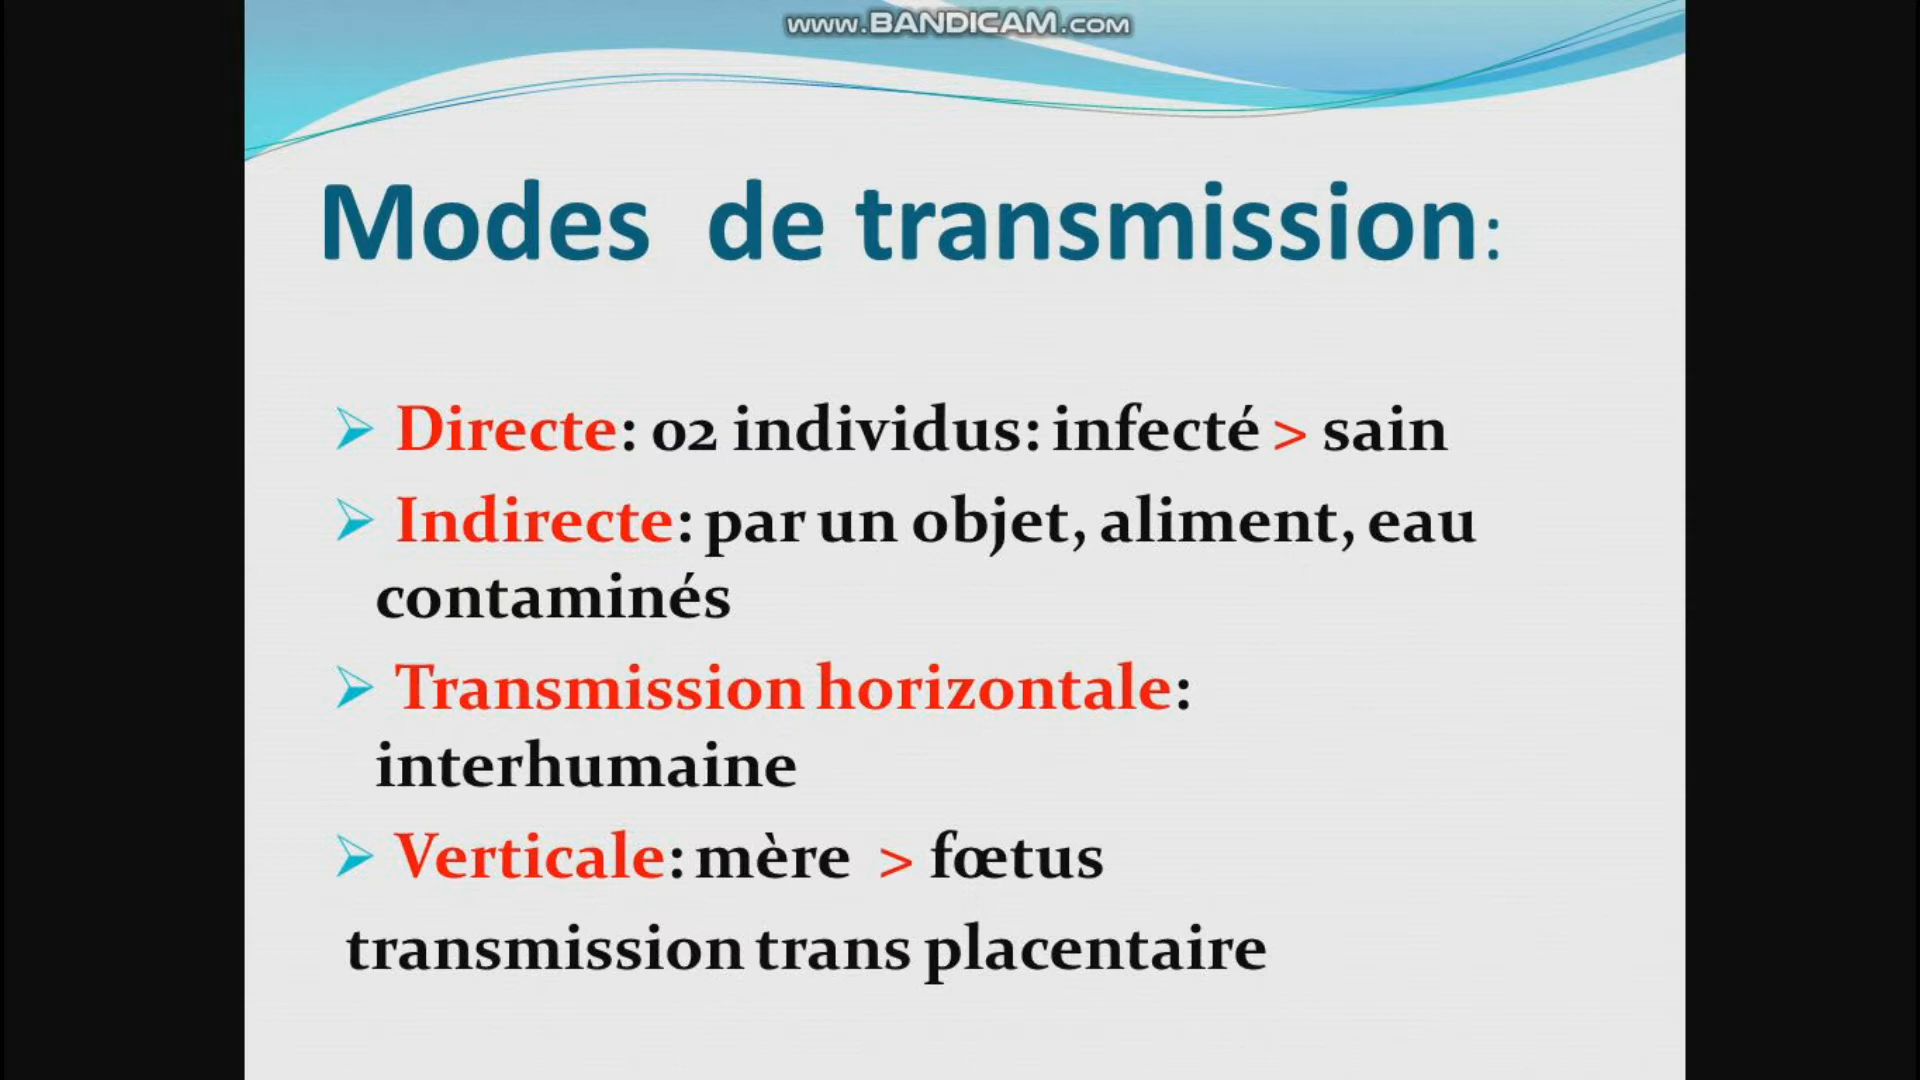 www.BANDICAM.com
Modes de transmission:
➢ Directe: 02 individus: infecté > sain
➢ Indirecte: par un objet, aliment, eau
contaminés
➢ Transmission horizontale:
interhumaine
➢ Verticale: mère > fœtus
transmission trans placentaire